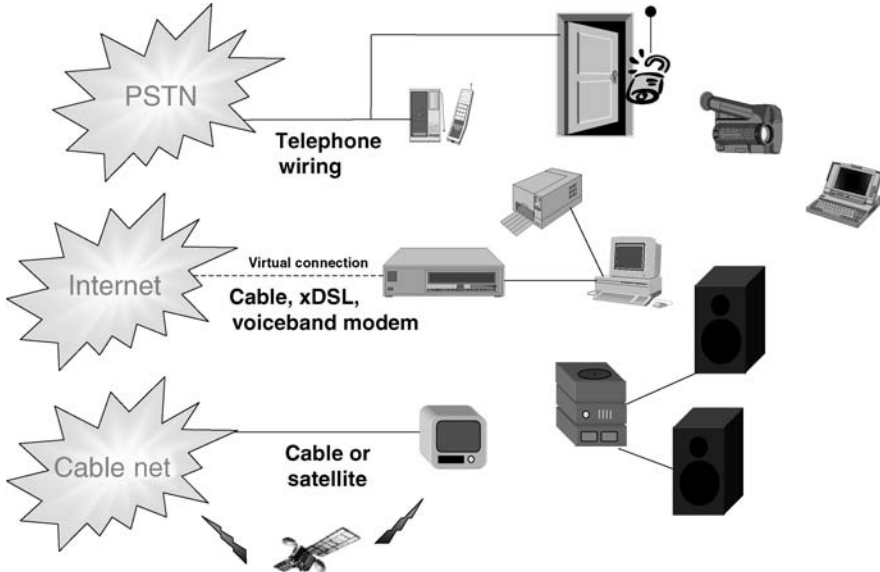 PSTN
Telephone
wiring
Internet
Virtual connection
Cable, xDSL,
voiceband modem
Cable net
Cable or
satellite